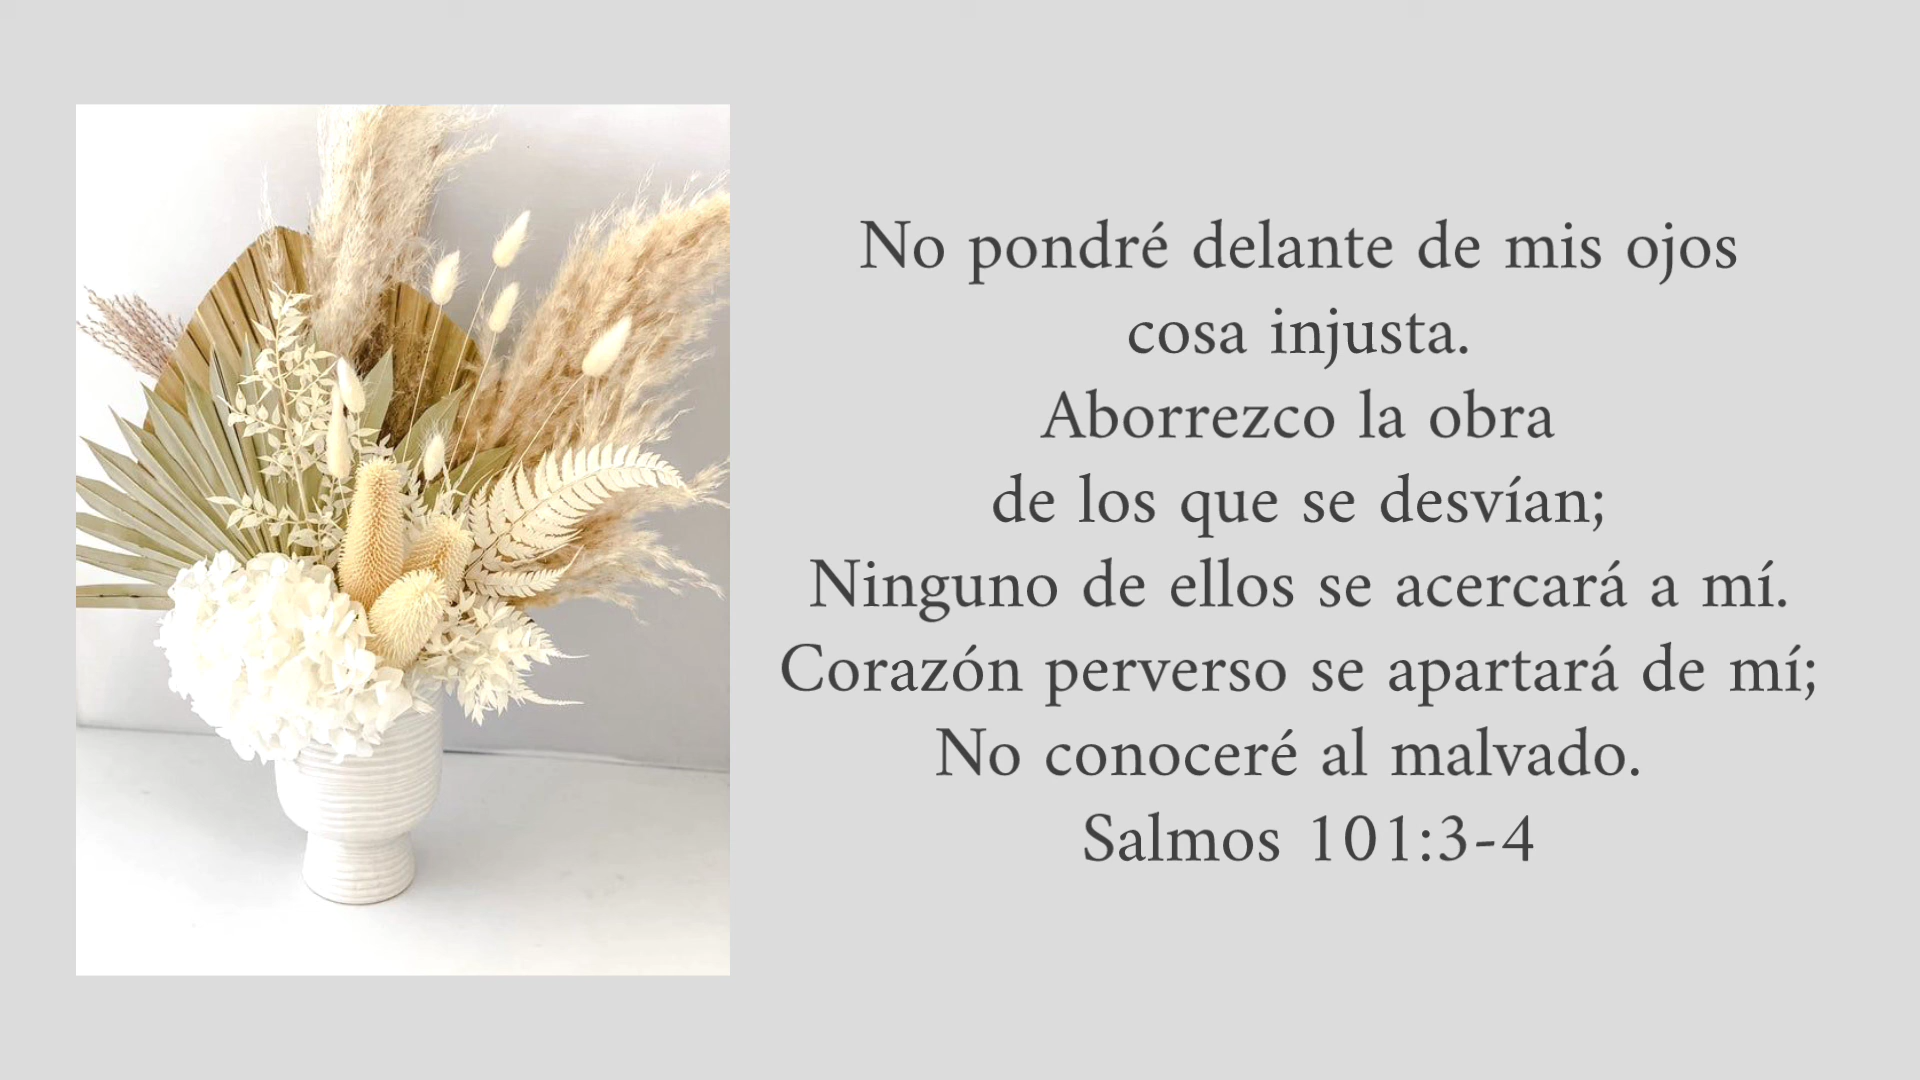 No pondré delante de mis ojos
cosa injusta.
Aborrezco la obra
de los que se desvían;
Ninguno de ellos se acercará a mí.
Corazón perverso se apartará de mí;
No conoceré al malvado.
Salmos 101:3-4